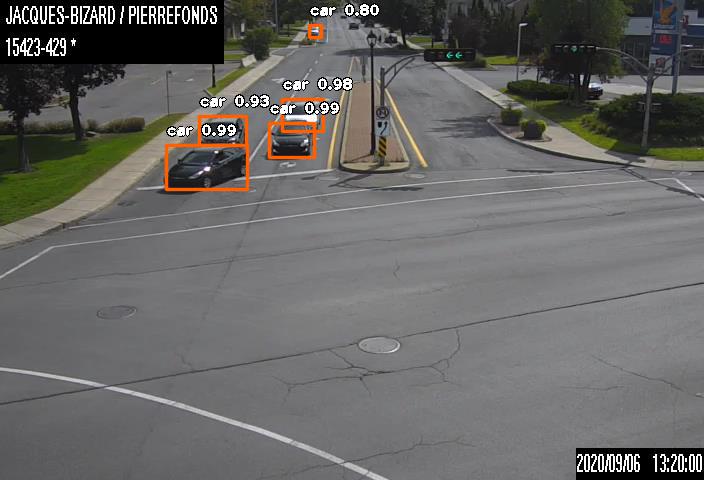 JACQUES-BIZARD / PIERREFONDS
15423-429 *
car 0.80
car 0.98
car 0.93
car 0.99
car 0.99
2020/09/06 13:20:00